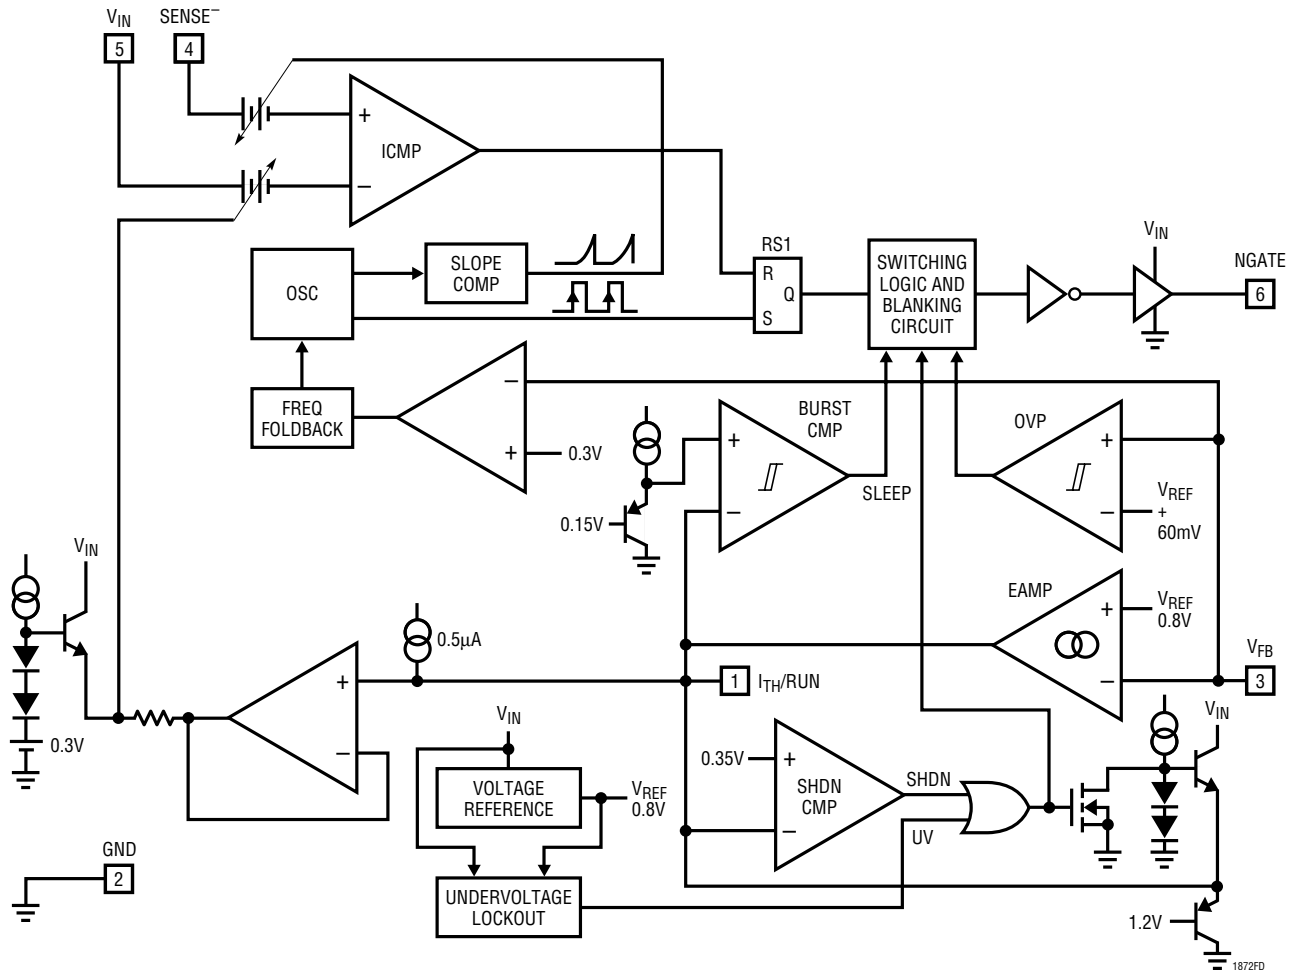 VIN
SENSE–
5
4
+
ICMP
–
RS1
VIN
NGATE
OSC
SLOPE
COMP
R
Q
S
SWITCHING
LOGIC AND
BLANKING
CIRCUIT
6
–
FREQ
FOLDBACK
+
0.3V
BURST
CMP
+
–
SLEEP
0.15V
OVP
+
–
VREF
+
60mV
VIN
EAMP
+
VREF
0.8V
–
VFB
3
0.5µA
+
–
1
ITH/RUN
0.3V
VIN
VOLTAGE
REFERENCE
VREF
0.8V
0.35V
+
SHDN
CMP
–
SHDN
UV
VIN
GND
2
UNDERVOLTAGE
LOCKOUT
1.2V
1872FD